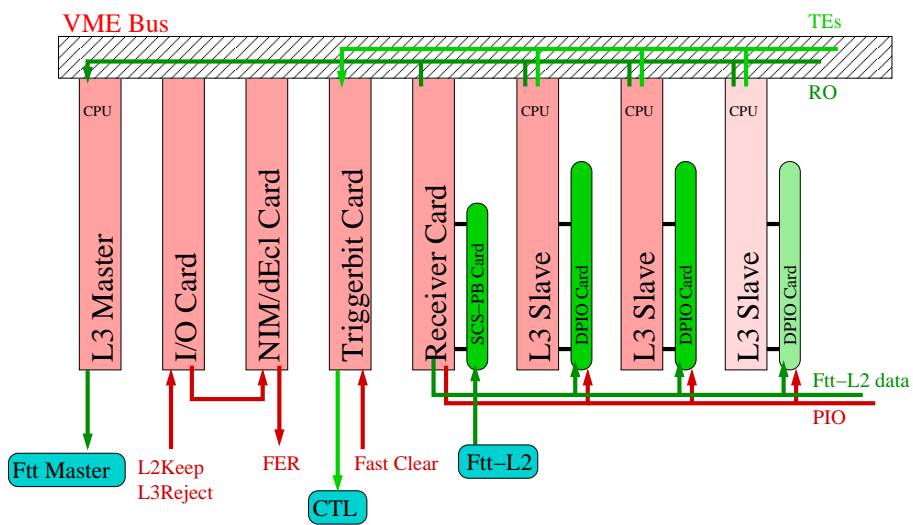 VME Bus
TEs
RO
CPU
CPU
CPU
CPU
L3 Master
I/O Card
NIM/dEcl Card
Triggerbit Card
Receiver Card
SCS-PB Card
L3 Slave
DPIO Card
L3 Slave
DPIO Card
L3 Slave
DPIO Card
Ftt-L2 data
PIO
Ftt Master
L2Keep
L3Reject
FER
Fast Clear
Ftt-L2
CTL